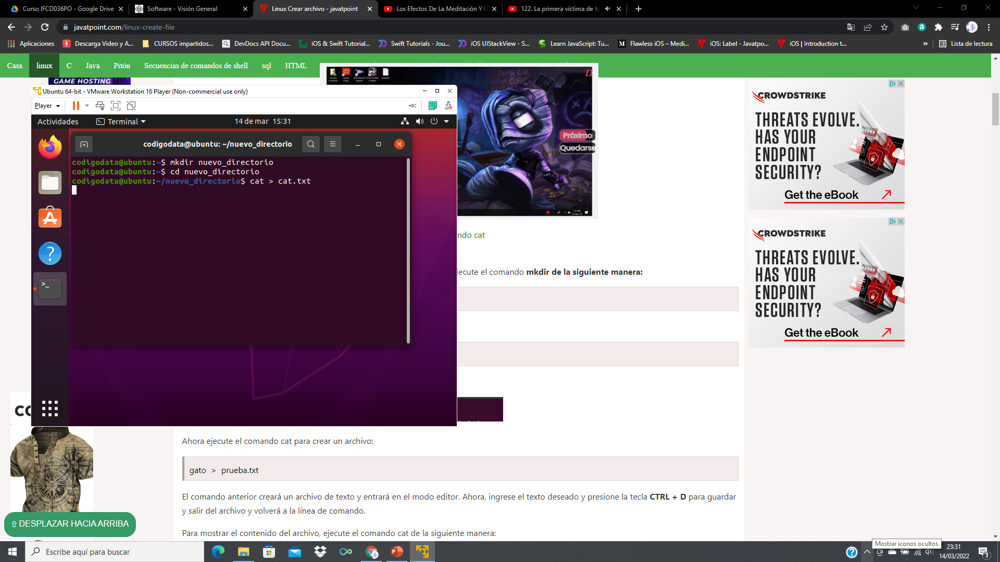 Curso IFCD036PO - Google Drive
Software - Visión General
Linux Crear archivo - javatpoint
Los Efectos De La Meditación Y L
122. La primera víctima de to
javatpoint.com/linux-create-file
Aplicaciones
Descarga Video y A...
CURSOS impartidos...
DevDocs API Docu...
iOS & Swift Tutorial...
Swift Tutorials - Jou...
iOS UIStackView - S...
Learn JavaScript: Tu...
Flawless iOS – Medi...
iOS: Label - Javatpo...
iOS | Introduction t...
»
Lista de lectura
Casa
linux
C
Java
Pitón
Secuencias de comandos de shell
sql
HTML
GAME HOSTING
Ubuntu 64-bit - VMware Workstation 16 Player (Non-commercial use only)
Player
Actividades
Terminal
14 de mar 15:31
codigodata@ubuntu: ~/nuevo_directorio
codigodata@ubuntu:~$ mkdir nuevo_directorio
codigodata@ubuntu:~$ cd nuevo_directorio
codigodata@ubuntu:~/nuevo_directorio$ cat > cat.txt
Próximo
Quedarse
CROWDSTRIKE
THREATS EVOLVE.
HAS YOUR
ENDPOINT
SECURITY?
Get the eBook
CROWDSTRIKE
THREATS EVOLVE.
HAS YOUR
ENDPOINT
SECURITY?
Get the eBook
ndo cat
jecute el comando mkdir de la siguiente manera:
Ahora ejecute el comando cat para crear un archivo:
gato > prueba.txt
El comando anterior creará un archivo de texto y entrará en el modo editor. Ahora, ingrese el texto deseado y presione la tecla CTRL + D para guardar
y salir del archivo y volverá a la línea de comando.
Para mostrar el contenido del archivo, ejecute el comando cat de la siguiente manera:
⇧ DESPLAZAR HACIA ARRIBA
Mostrar iconos ocultos
Escribe aquí para buscar
23:31
14/03/2022
3